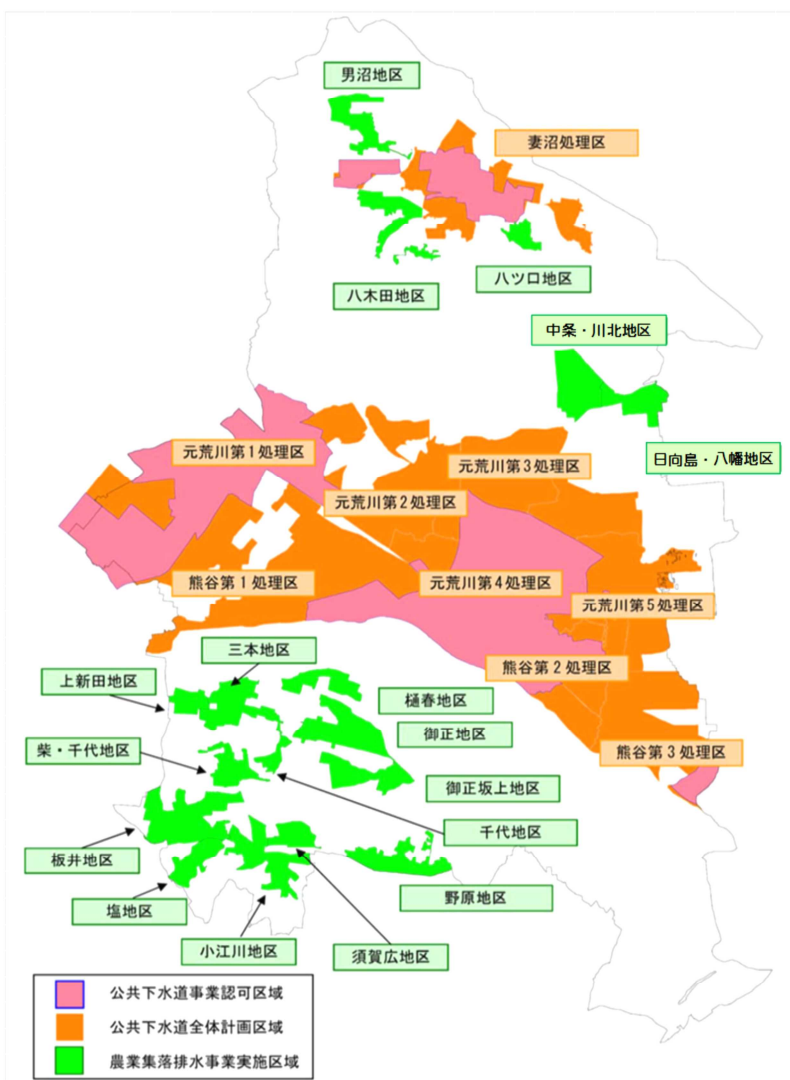 男沼地区
妻沼処理区
八ツ口地区
八木田地区
中条・川北地区
日向島・八幡地区
元荒川第1処理区
元荒川第3処理区
元荒川第2処理区
熊谷第1処理区
元荒川第4処理区
元荒川第5処理区
熊谷第2処理区
三本地区
上新田地区
樋春地区
御正地区
柴・千代地区
熊谷第3処理区
御正坂上地区
千代地区
板井地区
野原地区
塩地区
小江川地区
須賀広地区
公共下水道事業認可区域
公共下水道全体計画区域
農業集落排水事業実施区域